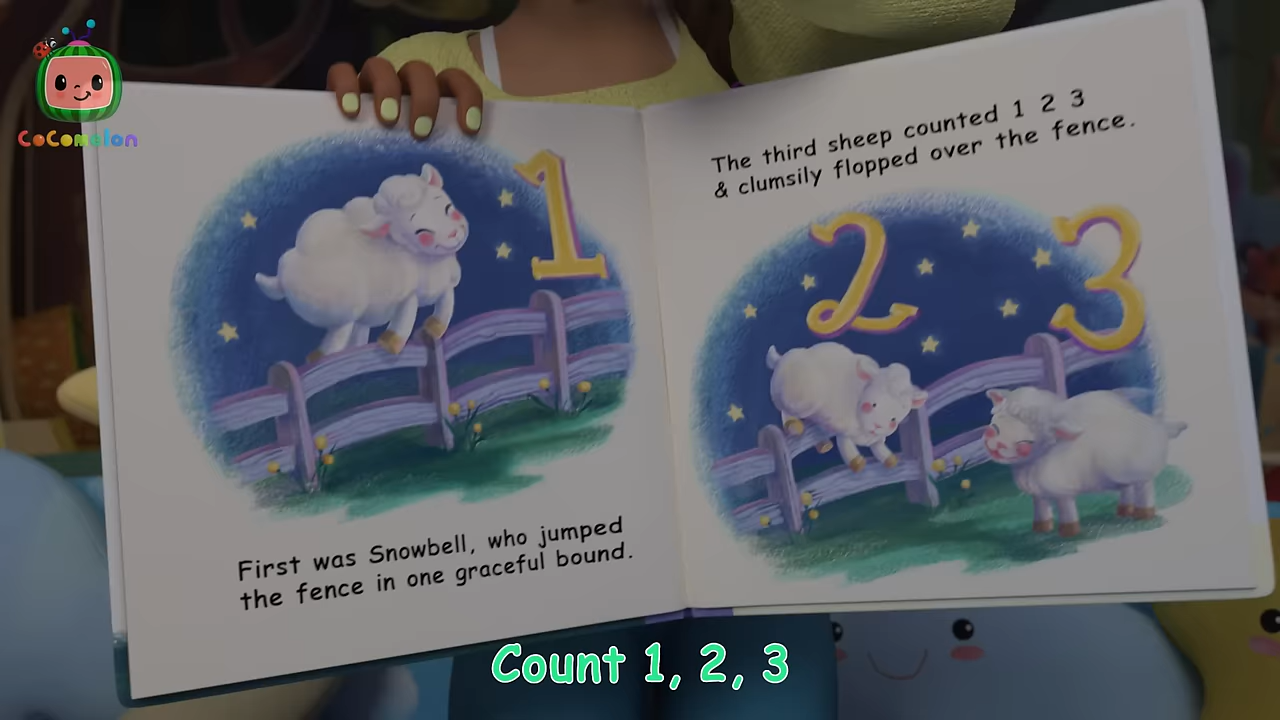 CoComelon
1
First was Snowbell, who jumped
the fence in one graceful bound.
The third sheep counted 1 2 3
& clumsily flopped over the fence.
2 3
Count 1, 2, 3